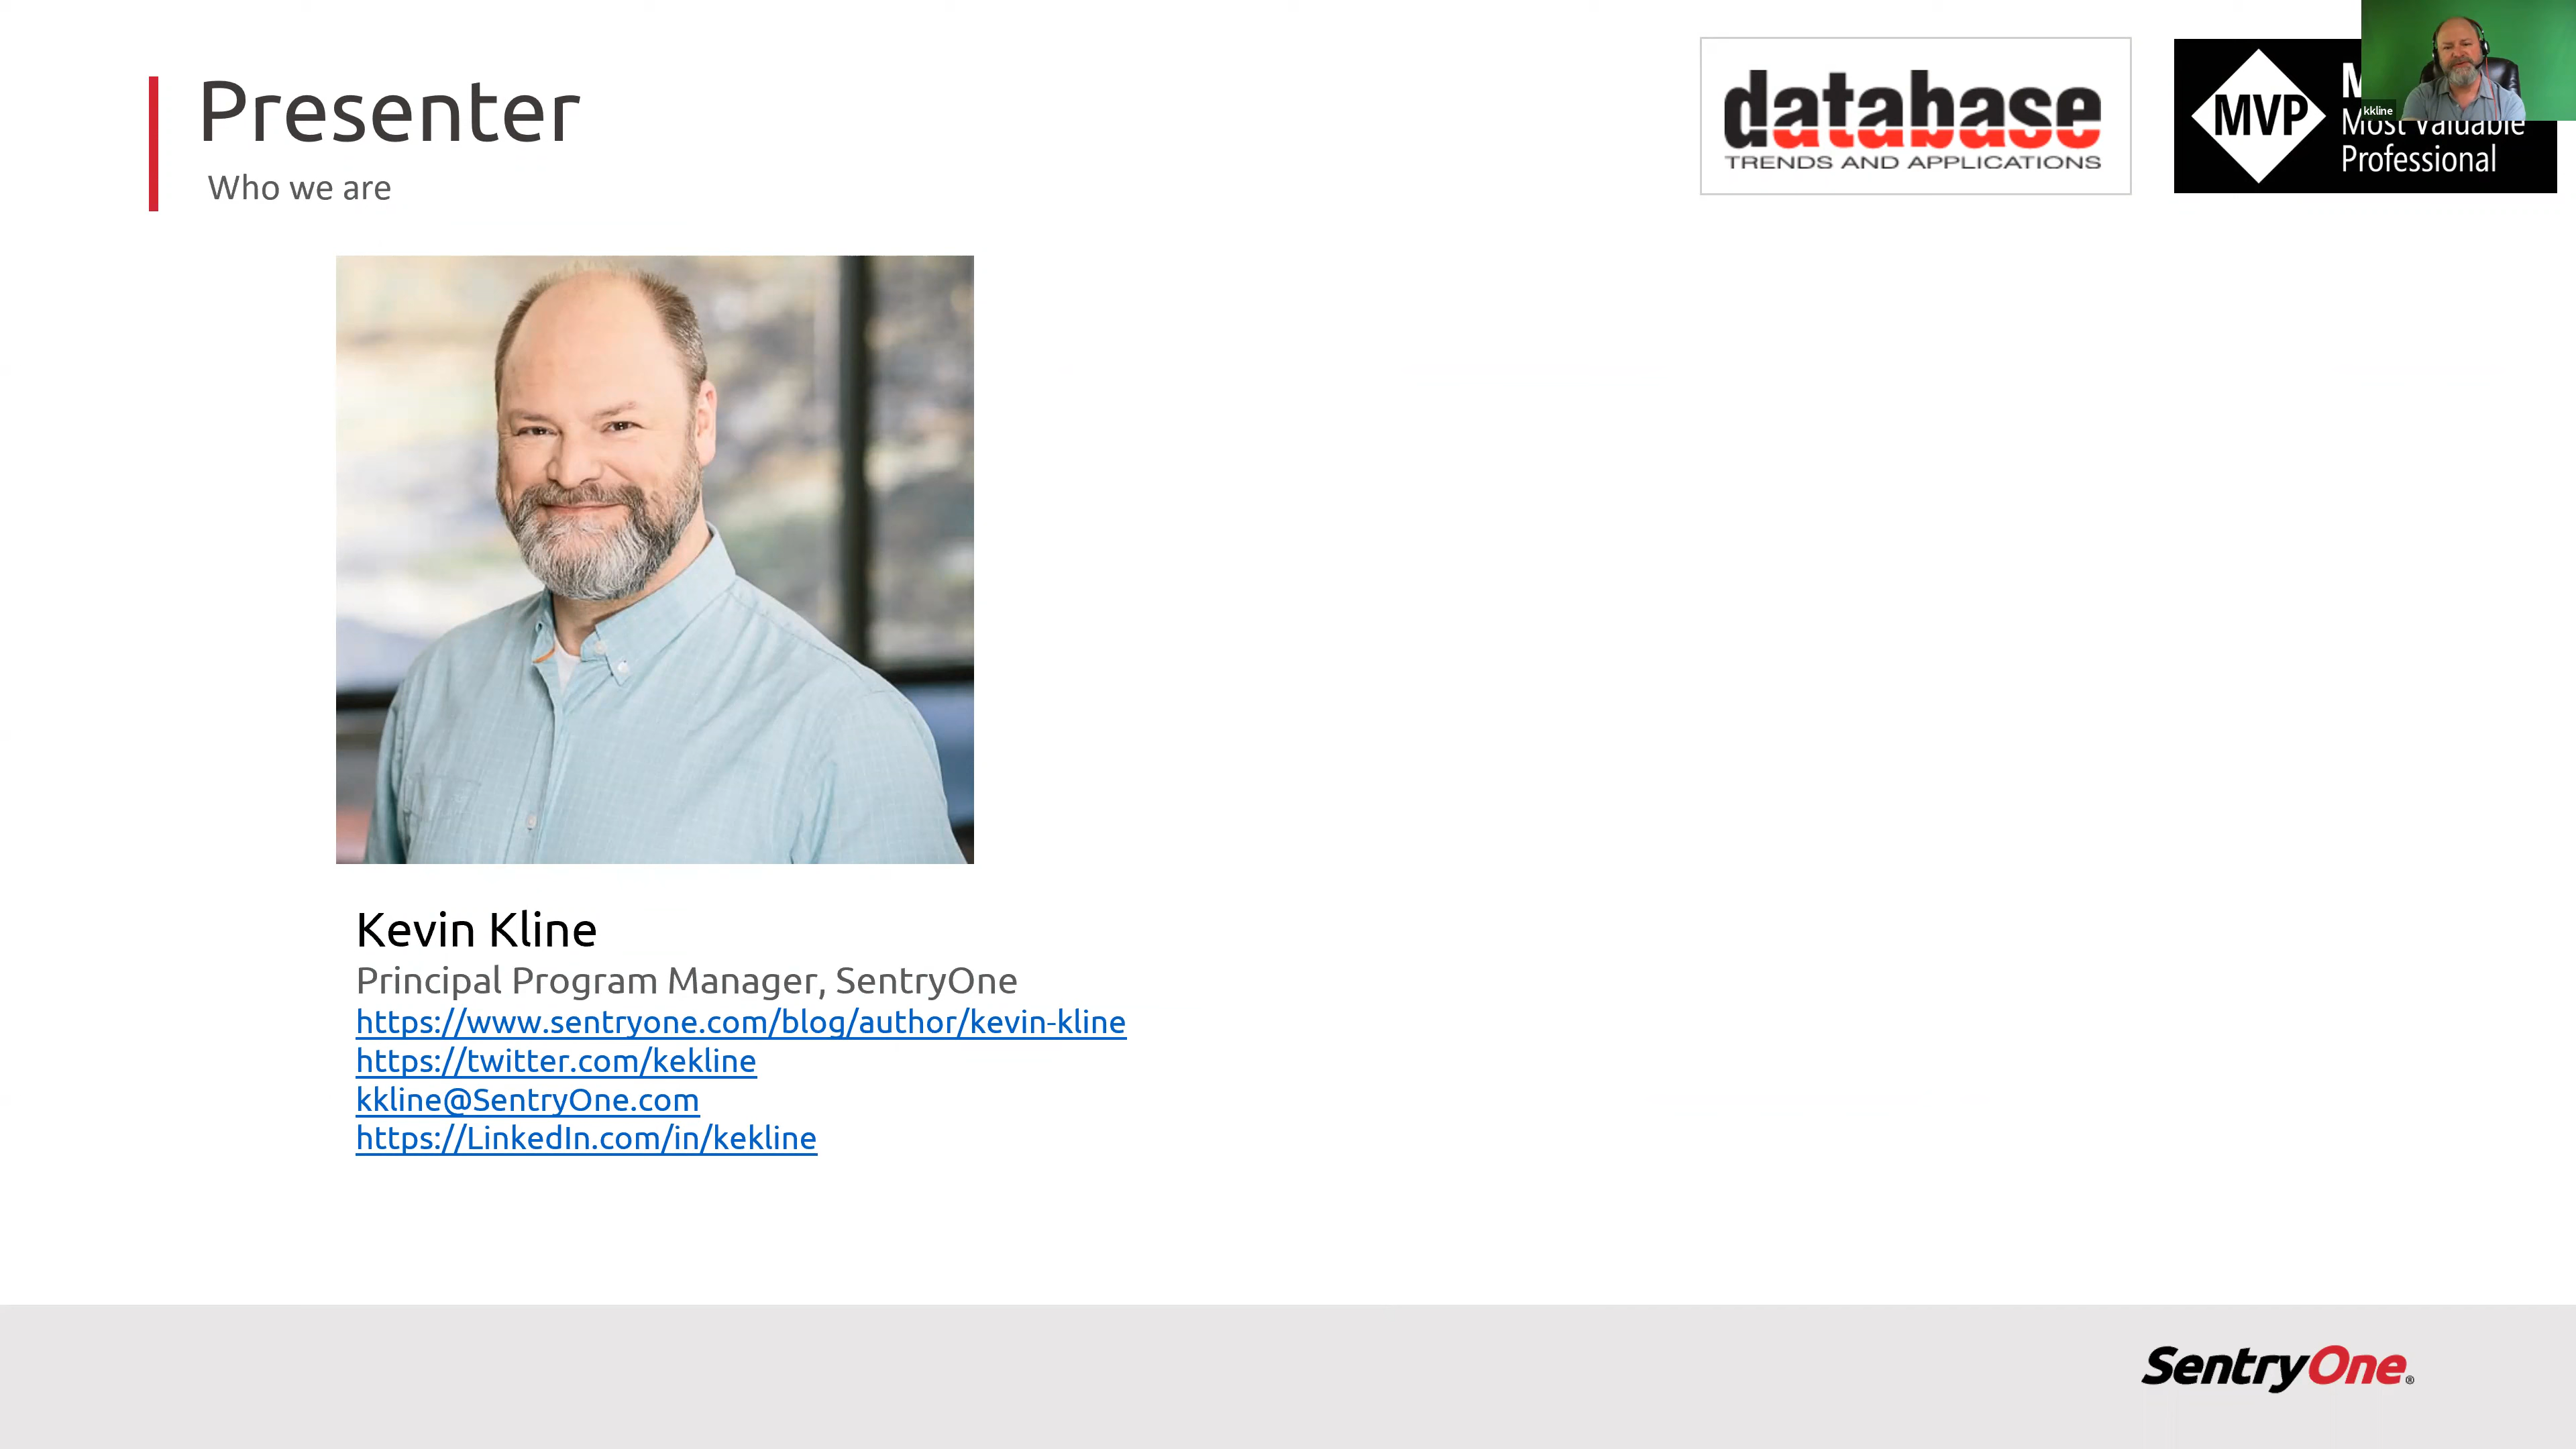 Presenter
Who we are
database
TRENDS AND APPLICATIONS
MVP
Most Valuable
Professional
kkline
Kevin Kline
Principal Program Manager, SentryOne
https://www.sentryone.com/blog/author/kevin-kline
https://twitter.com/kekline
kkline@SentryOne.com
https://LinkedIn.com/in/kekline
SentryOne®